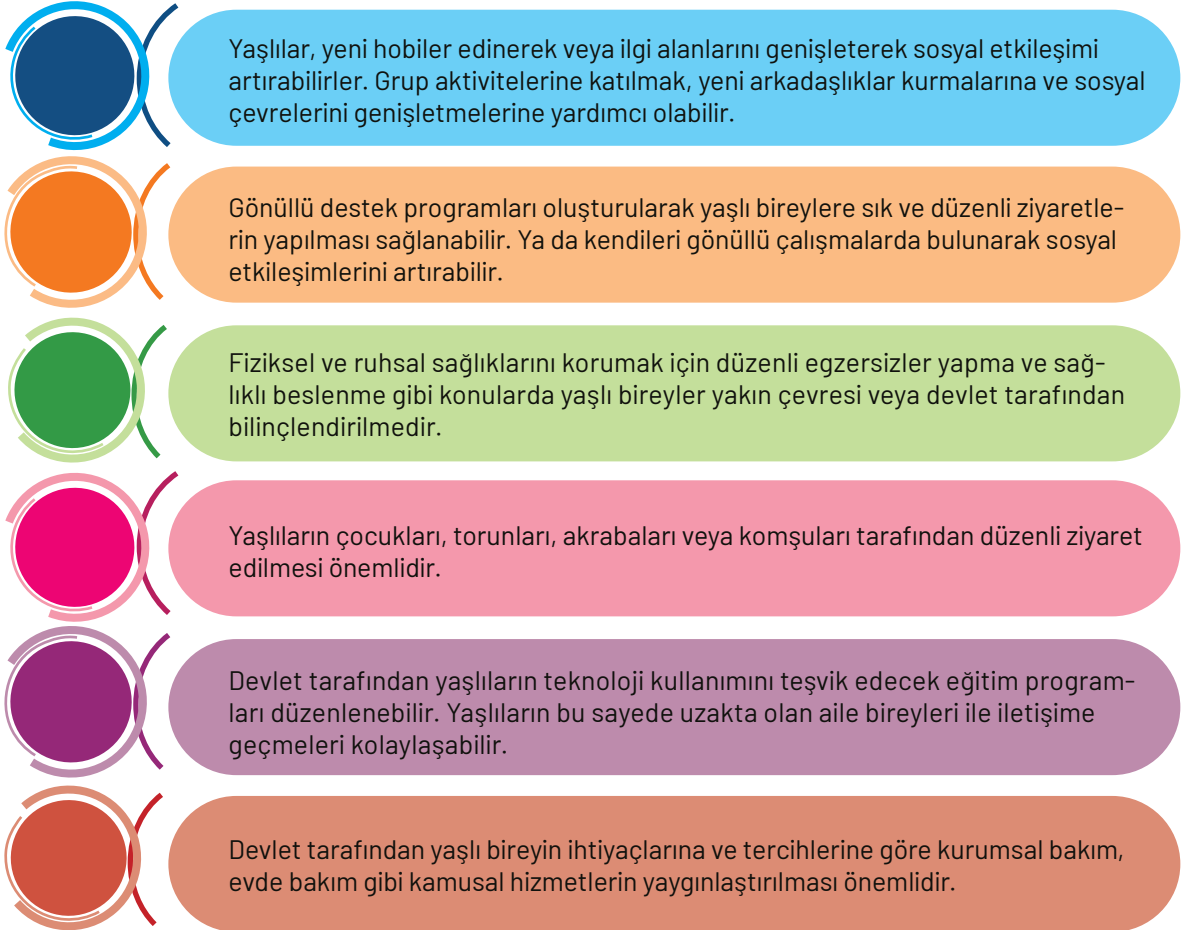 Yaşlılar, yeni hobiler edinerek veya ilgi alanlarını genişleterek sosyal etkileşimi
artırabilirler. Grup aktivitelerine katılmak, yeni arkadaşlıklar kurmalarına ve sosyal
çevrelerini genişletmelerine yardımcı olabilir.
Gönüllü destek programları oluşturularak yaşlı bireylere sık ve düzenli ziyaretle-
rin yapılması sağlanabilir. Ya da kendileri gönüllü çalışmalarda bulunarak sosyal
etkileşimlerini artırabilir.
Fiziksel ve ruhsal sağlıklarını korumak için düzenli egzersizler yapma ve sağ-
lıklı beslenme gibi konularda yaşlı bireyler yakın çevresi veya devlet tarafından
bilinçlendirilmedir.
Yaşlıların çocukları, torunları, akrabaları veya komşuları tarafından düzenli ziyaret
edilmesi önemlidir.
Devlet tarafından yaşlıların teknoloji kullanımını teşvik edecek eğitim program-
ları düzenlenebilir. Yaşlıların bu sayede uzakta olan aile bireyleri ile iletişime
geçmeleri kolaylaşabilir.
Devlet tarafından yaşlı bireyin ihtiyaçlarına ve tercihlerine göre kurumsal bakım,
evde bakım gibi kamusal hizmetlerin yaygınlaştırılması önemlidir.